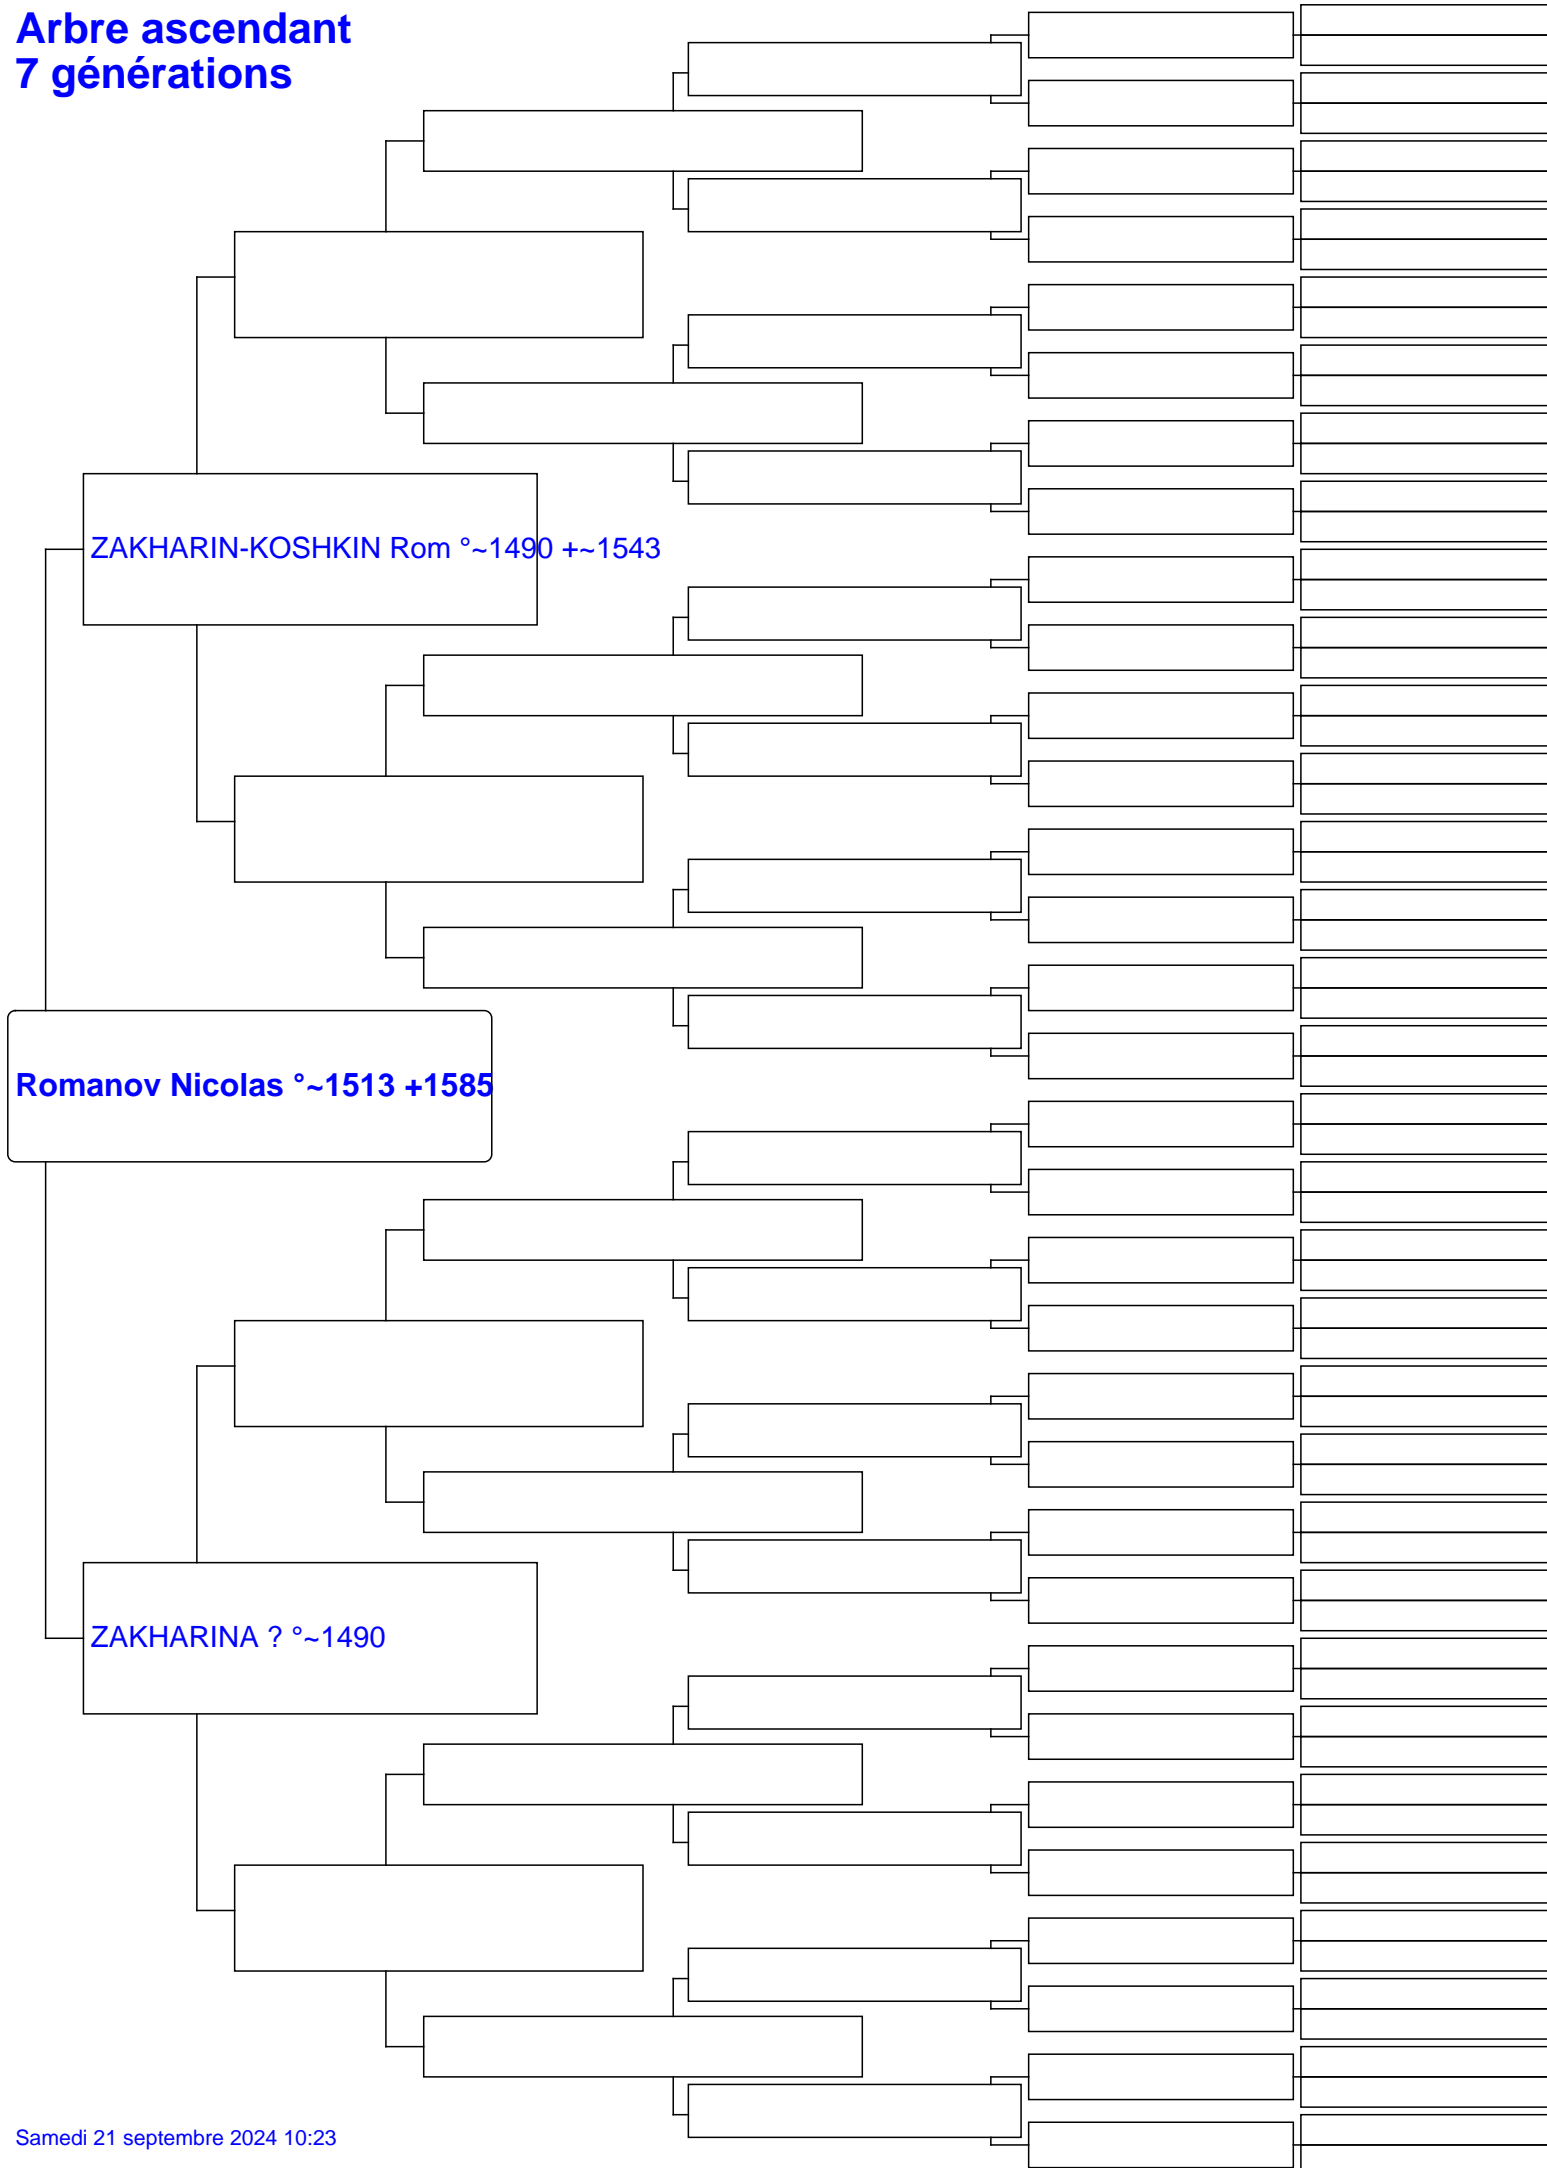 Arbre ascendant
7 générations
ZAKHARIN-KOSHKIN Rom °~1490 +~1543
Romanov Nicolas °~1513 +1585
ZAKHARINA ? °~1490
Samedi 21 septembre 2024 10:23